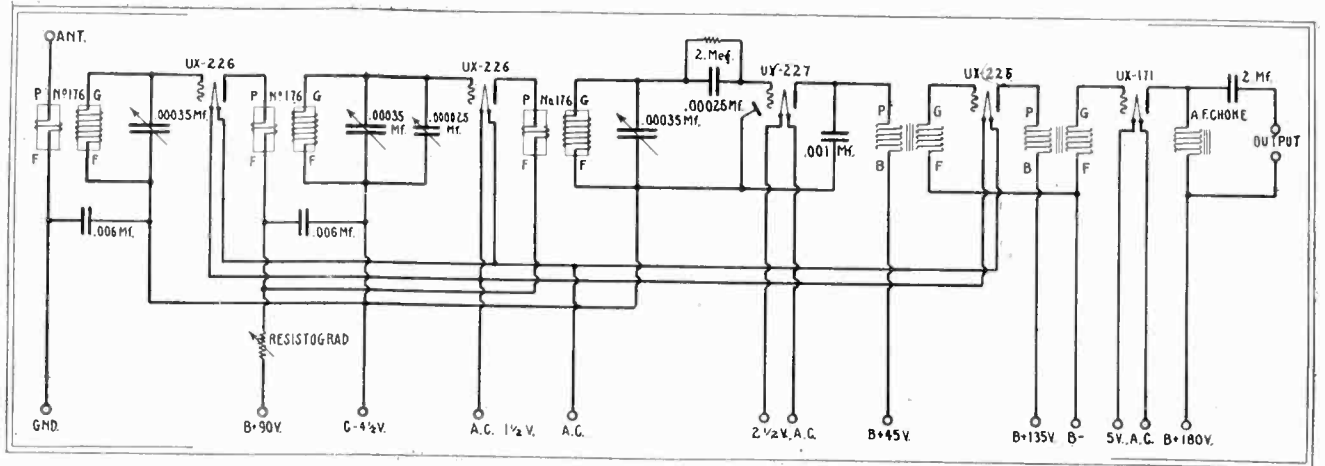 ANT.
UX-226
P Nº176 G
.00035 Mf.
F F
.006 Mf.
P Nº176 G
.00035 Mf.
.000025 Mf.
F
.006 Mf.
UX-226
P Nº176 G
.00035 Mf.
F F
2. Meg.
.00025 Mf.
UY-227
.001 Mf.
P G
B F
UX-226
P G
B F
UX-171
A.F. CHOKE
2 Mf.
OUTPUT
RESISTOGRAD
GND.
B+90V.
C-4½V.
A.C. 1½ V. A.C.
2½V. A.C.
B+45V.
B+135V.
B-
5V. A.C.
B+180V.